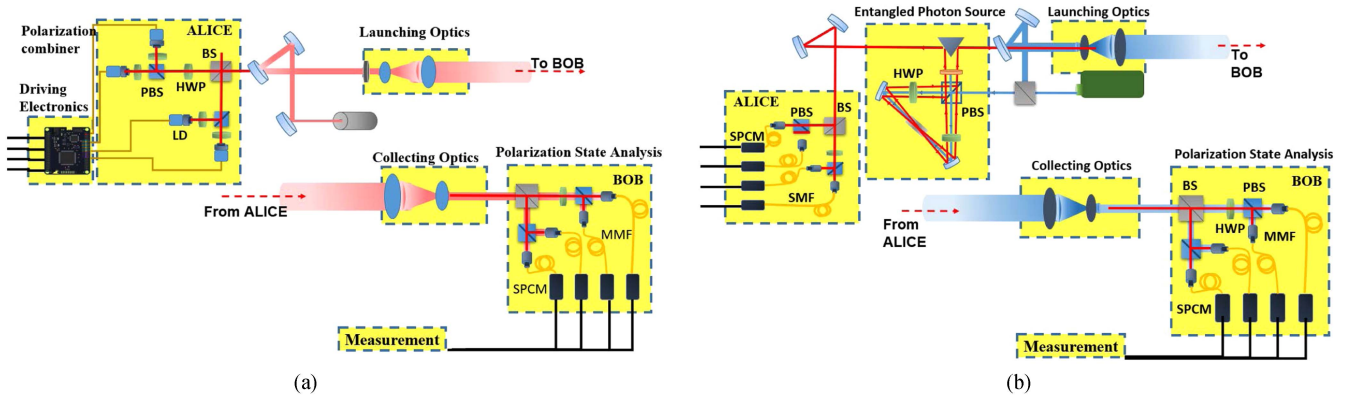 Polarization
combiner
ALICE
BS
PBS
HWP
LD
Driving
Electronics
Launching Optics
To BOB
Collecting Optics
From ALICE
Polarization State Analysis
BOB
MMF
SPCM
Measurement
(a)
Entangled Photon Source
HWP
PBS
Launching Optics
To
BOB
ALICE
PBS
BS
SPCM
SMF
Collecting Optics
From
ALICE
Polarization State Analysis
BS
PBS
BOB
HWP
MMF
SPCM
Measurement
(b)